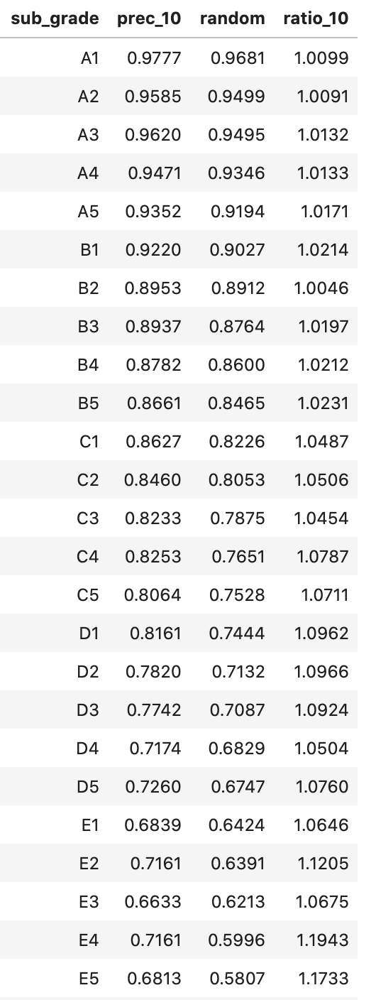 sub_grade prec_10 random ratio_10
A1 0.9777 0.9681 1.0099
A2 0.9585 0.9499 1.0091
A3 0.9620 0.9495 1.0132
A4 0.9471 0.9346 1.0133
A5 0.9352 0.9194 1.0171
B1 0.9220 0.9027 1.0214
B2 0.8953 0.8912 1.0046
B3 0.8937 0.8764 1.0197
B4 0.8782 0.8600 1.0212
B5 0.8661 0.8465 1.0231
C1 0.8627 0.8226 1.0487
C2 0.8460 0.8053 1.0506
C3 0.8233 0.7875 1.0454
C4 0.8253 0.7651 1.0787
C5 0.8064 0.7528 1.0711
D1 0.8161 0.7444 1.0962
D2 0.7820 0.7132 1.0966
D3 0.7742 0.7087 1.0924
D4 0.7174 0.6829 1.0504
D5 0.7260 0.6747 1.0760
E1 0.6839 0.6424 1.0646
E2 0.7161 0.6391 1.1205
E3 0.6633 0.6213 1.0675
E4 0.7161 0.5996 1.1943
E5 0.6813 0.5807 1.1733